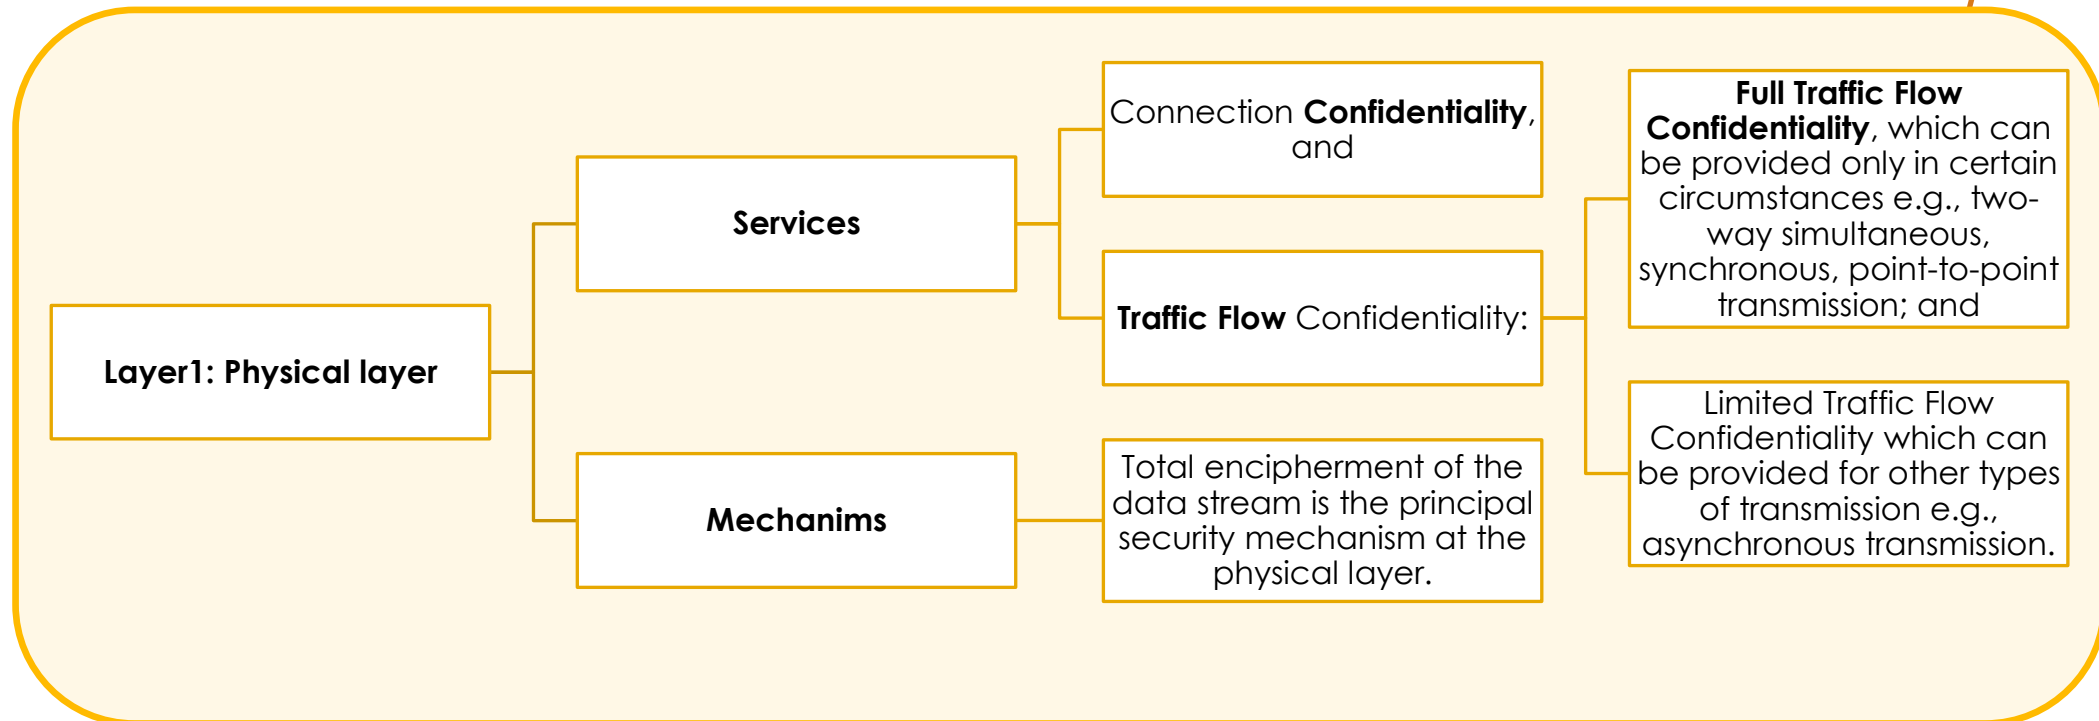 Layer1: Physical layer
Services
Connection Confidentiality,
and
Traffic Flow Confidentiality:
Full Traffic Flow
Confidentiality, which can
be provided only in certain
circumstances e.g., two-
way simultaneous,
synchronous, point-to-point
transmission; and
Limited Traffic Flow
Confidentiality which can
be provided for other types
of transmission e.g.,
asynchronous transmission.
Mechanims
Total encipherment of the
data stream is the principal
security mechanism at the
physical layer.